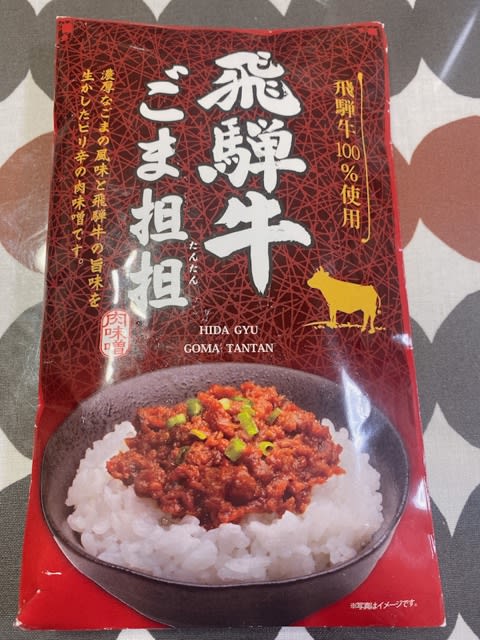 飛騨牛100%使用
飛騨牛
ごま担担
たんたん
肉味噌
濃厚なごまの風味と飛騨牛の旨味を
生かしたピリ辛の肉味噌です。
HIDA GYU
GOMA TANTAN
※写真はイメージです。